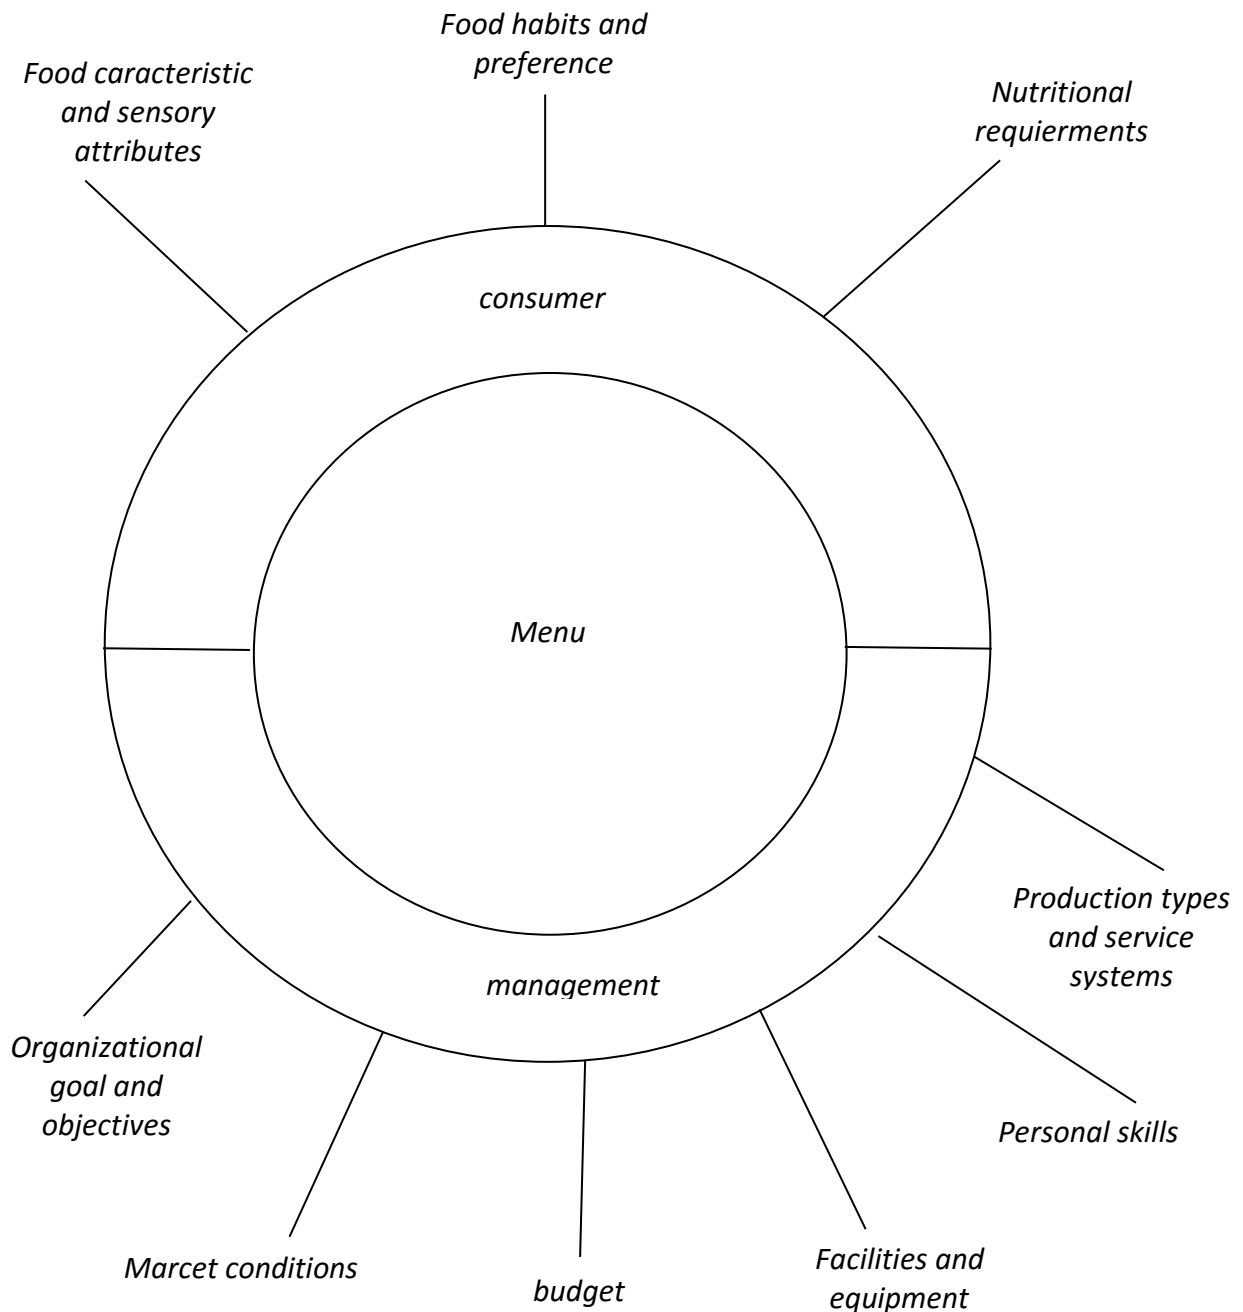 Food habits and
preference
Food caracteristic
and sensory
attributes
Nutritional
requierments
consumer
Menu
Production types
and service
systems
management
Organizational
goal and
objectives
Personal skills
Marcet conditions
budget
Facilities and
equipment